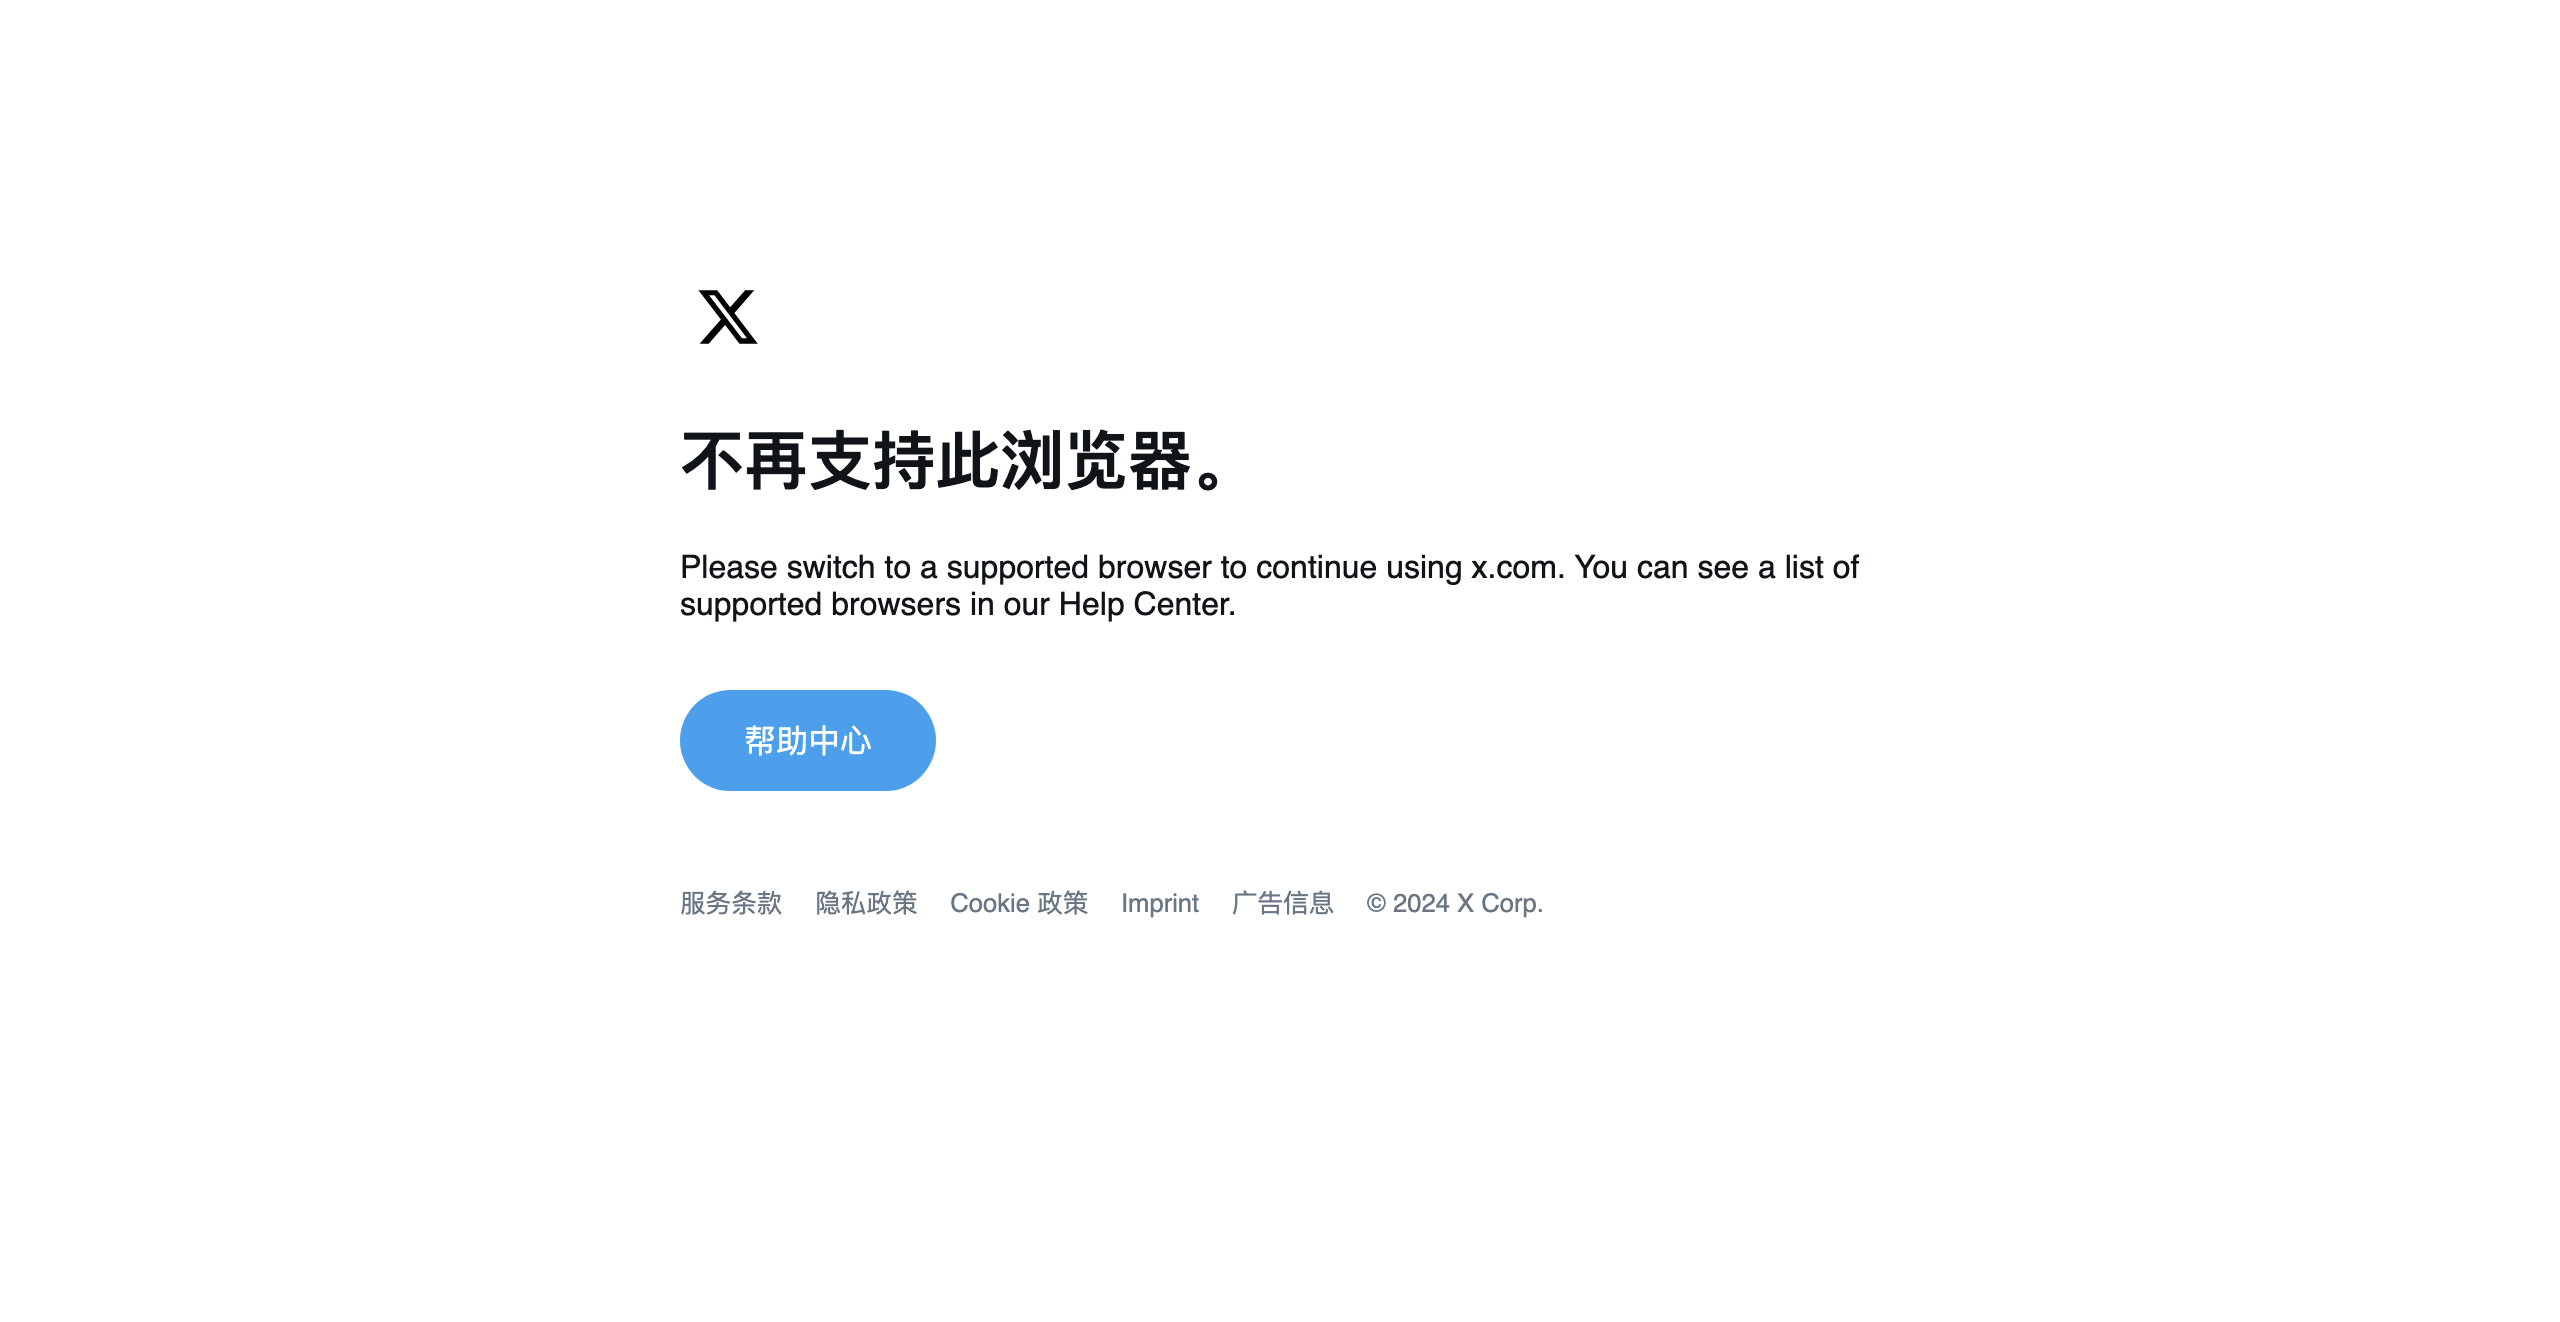 不再支持此浏览器。
Please switch to a supported browser to continue using x.com. You can see a list of
supported browsers in our Help Center.
帮助中心
服务条款 隐私政策 Cookie 政策 Imprint 广告信息 © 2024 X Corp.